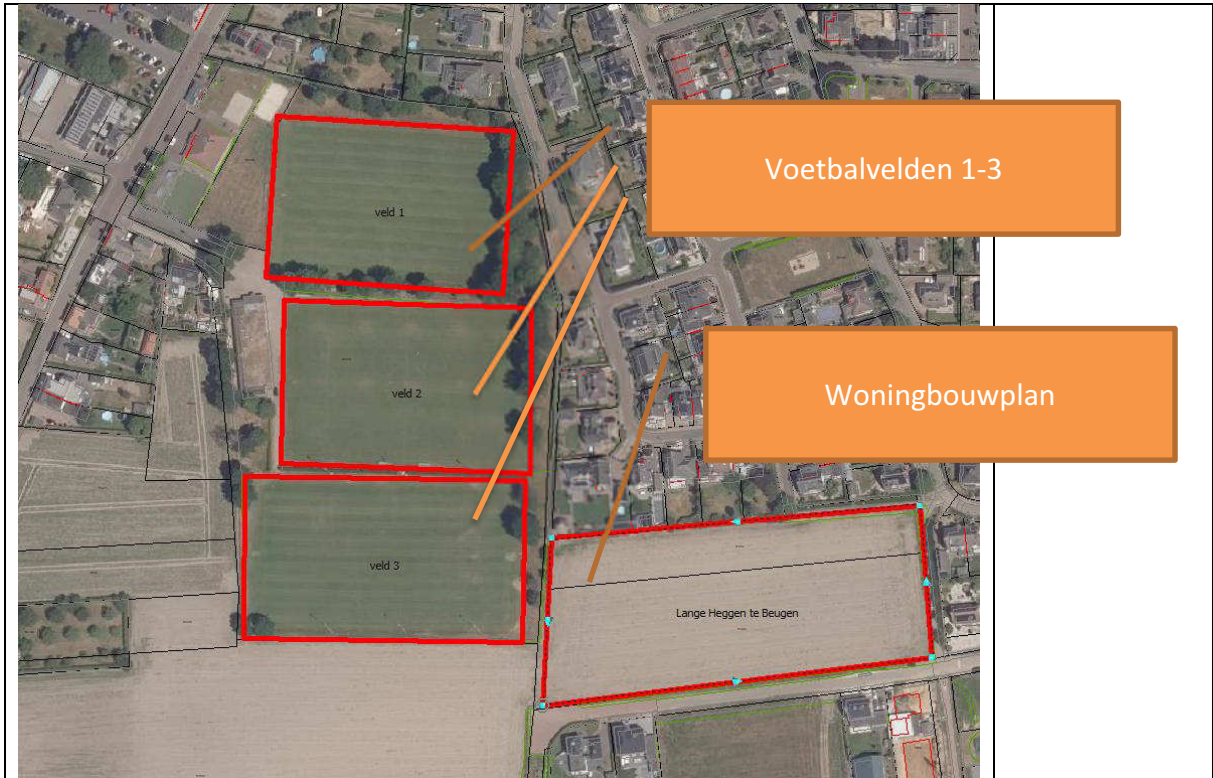 Voetbalvelden 1-3
veld 1
Woningbouwplan
veld 2
veld 3
Lange Heggen te Beugen